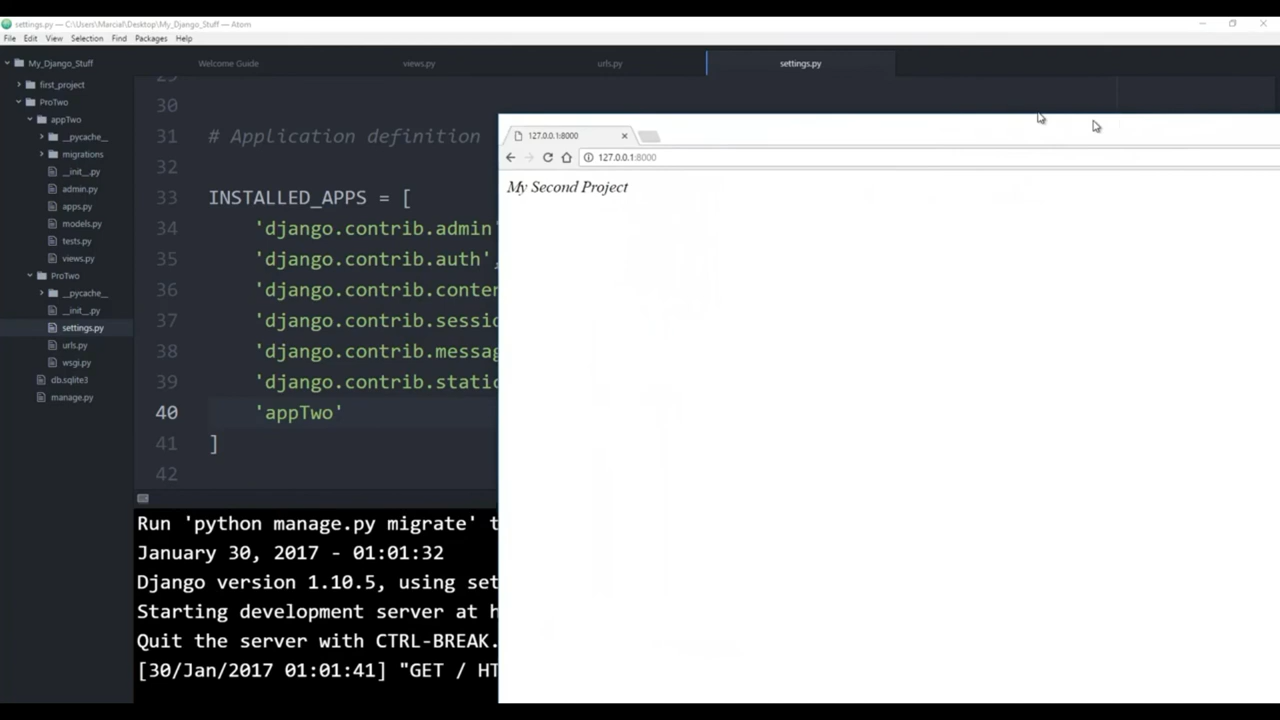 settings.py — C:\Users\Marcial\Desktop\My_Django_Stuff — Atom
File Edit View Selection Find Packages Help
My_Django_Stuff
first_project
ProTwo
appTwo
__pycache__
migrations
__init__.py
admin.py
apps.py
models.py
tests.py
views.py
ProTwo
__pycache__
__init__.py
settings.py
urls.py
wsgi.py
db.sqlite3
manage.py
Welcome Guide views.py urls.py settings.py
29
30
31 # Application definition
32
33 INSTALLED_APPS = [
34 'django.contrib.admin'
35 'django.contrib.auth',
36 'django.contrib.conten
37 'django.contrib.sessio
38 'django.contrib.messag
39 'django.contrib.static
40 'appTwo'
41 ]
42
Run 'python manage.py migrate' t
January 30, 2017 - 01:01:32
Django version 1.10.5, using set
Starting development server at h
Quit the server with CTRL-BREAK.
[30/Jan/2017 01:01:41] "GET / HT
127.0.0.1:8000
127.0.0.1:8000
My Second Project